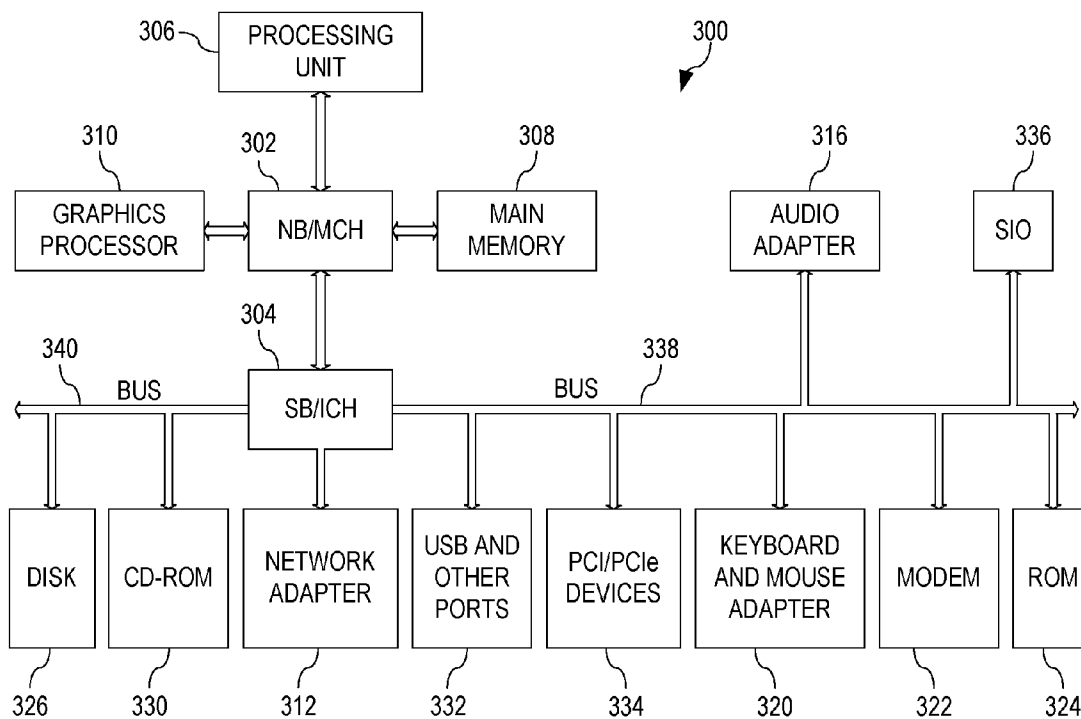 306
PROCESSING
UNIT
300
310
302
308
316
336
GRAPHICS
PROCESSOR
NB/MCH
MAIN
MEMORY
AUDIO
ADAPTER
SIO
304
340
338
BUS
SB/ICH
BUS
DISK
CD-ROM
NETWORK
ADAPTER
USB AND
OTHER
PORTS
PCI/PCIe
DEVICES
KEYBOARD
AND MOUSE
ADAPTER
MODEM
ROM
326
330
312
332
334
320
322
324